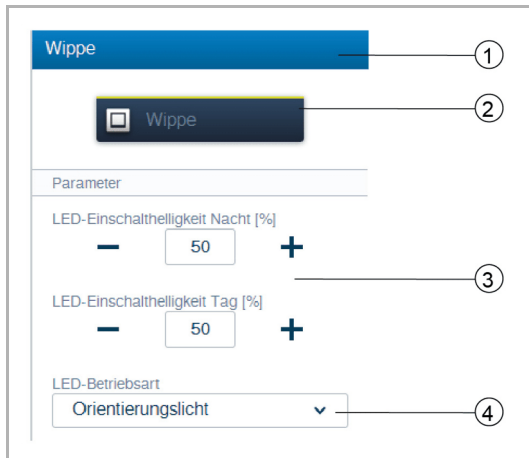 Wippe
1
Wippe
2
Parameter
LED-Einschalthelligkeit Nacht [%]
− 50 +
3
LED-Einschalthelligkeit Tag [%]
− 50 +
LED-Betriebsart
Orientierungslicht
4